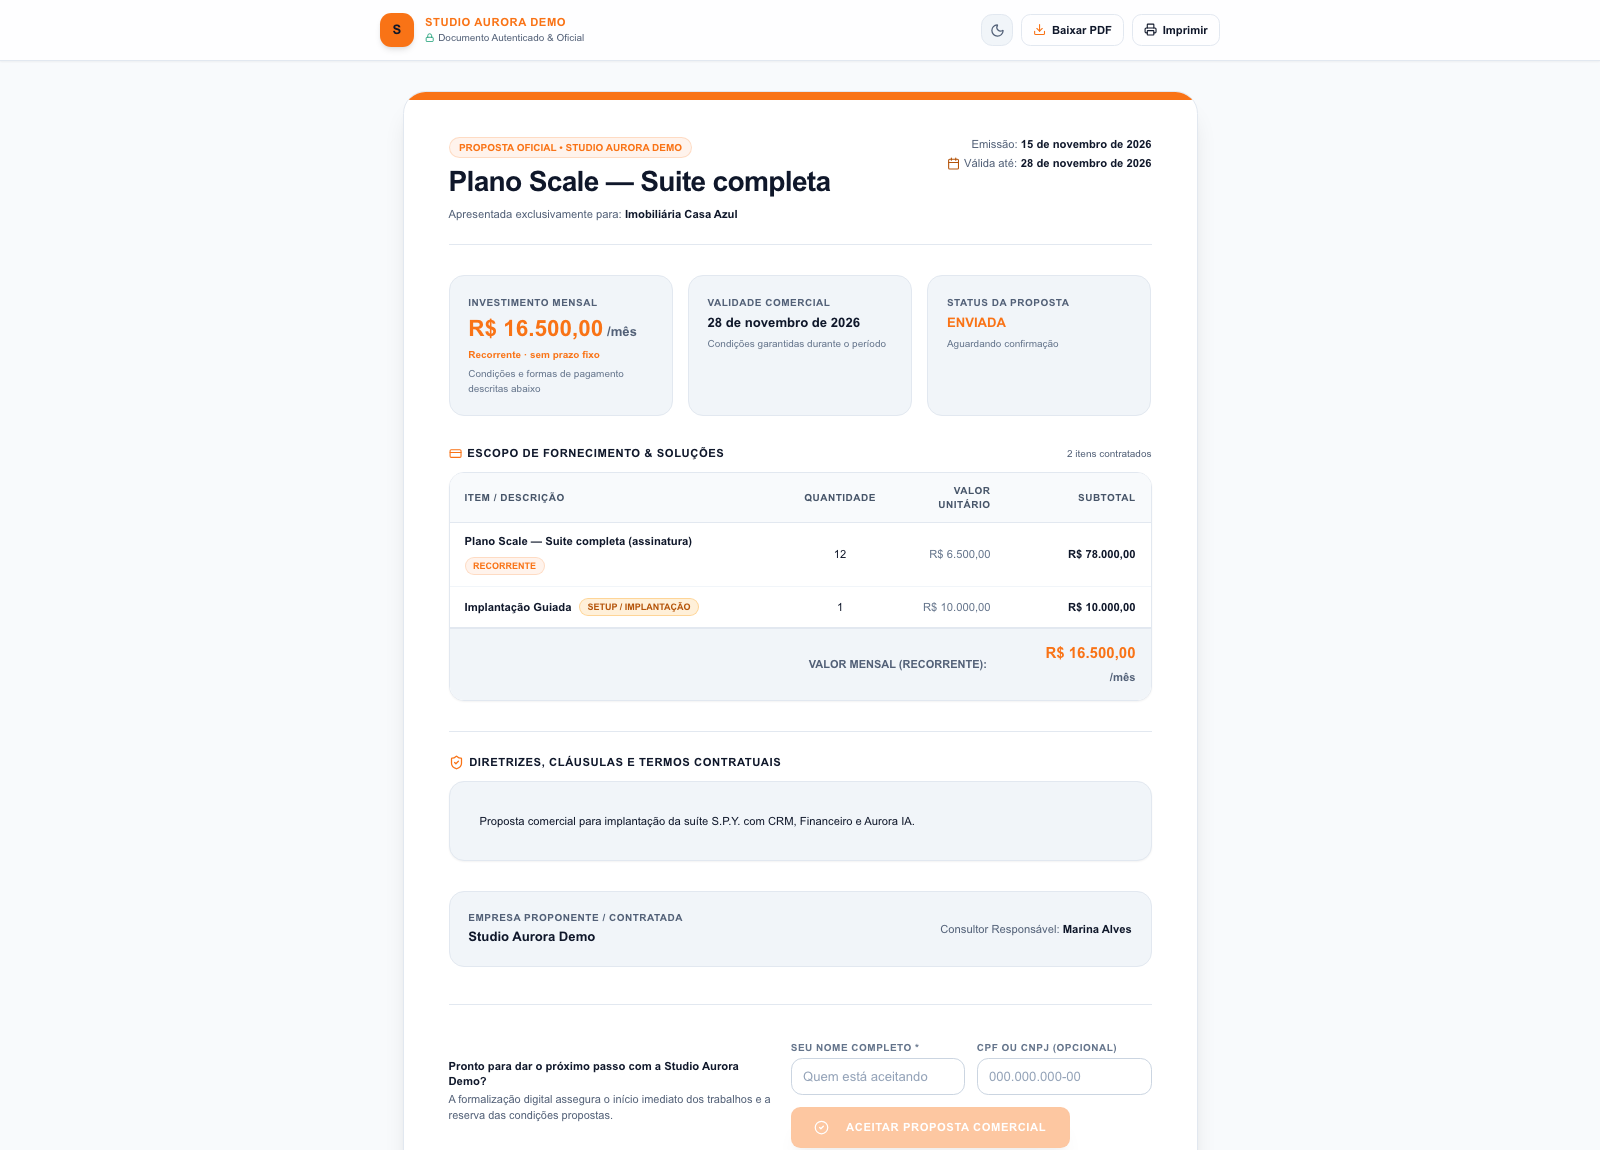 S
STUDIO AURORA DEMO
Documento Autenticado & Oficial
Baixar PDF
Imprimir
PROPOSTA OFICIAL • STUDIO AURORA DEMO
Emissão: 15 de novembro de 2026
Válida até: 28 de novembro de 2026
Plano Scale — Suite completa
Apresentada exclusivamente para: Imobiliária Casa Azul
INVESTIMENTO MENSAL
R$ 16.500,00 /mês
Recorrente · sem prazo fixo
Condições e formas de pagamento
descritas abaixo
VALIDADE COMERCIAL
28 de novembro de 2026
Condições garantidas durante o período
STATUS DA PROPOSTA
ENVIADA
Aguardando confirmação
ESCOPO DE FORNECIMENTO & SOLUÇÕES
2 itens contratados
ITEM / DESCRIÇÃO QUANTIDADE VALOR UNITÁRIO SUBTOTAL
Plano Scale — Suite completa (assinatura)
RECORRENTE
12 R$ 6.500,00 R$ 78.000,00
Implantação Guiada SETUP / IMPLANTAÇÃO 1 R$ 10.000,00 R$ 10.000,00
VALOR MENSAL (RECORRENTE): R$ 16.500,00
/mês
DIRETRIZES, CLÁUSULAS E TERMOS CONTRATUAIS
Proposta comercial para implantação da suíte S.P.Y. com CRM, Financeiro e Aurora IA.
EMPRESA PROPONENTE / CONTRATADA
Studio Aurora Demo
Consultor Responsável: Marina Alves
Pronto para dar o próximo passo com a Studio Aurora
Demo?
A formalização digital assegura o início imediato dos trabalhos e a
reserva das condições propostas.
SEU NOME COMPLETO *
Quem está aceitando
CPF OU CNPJ (OPCIONAL)
000.000.000-00
ACEITAR PROPOSTA COMERCIAL